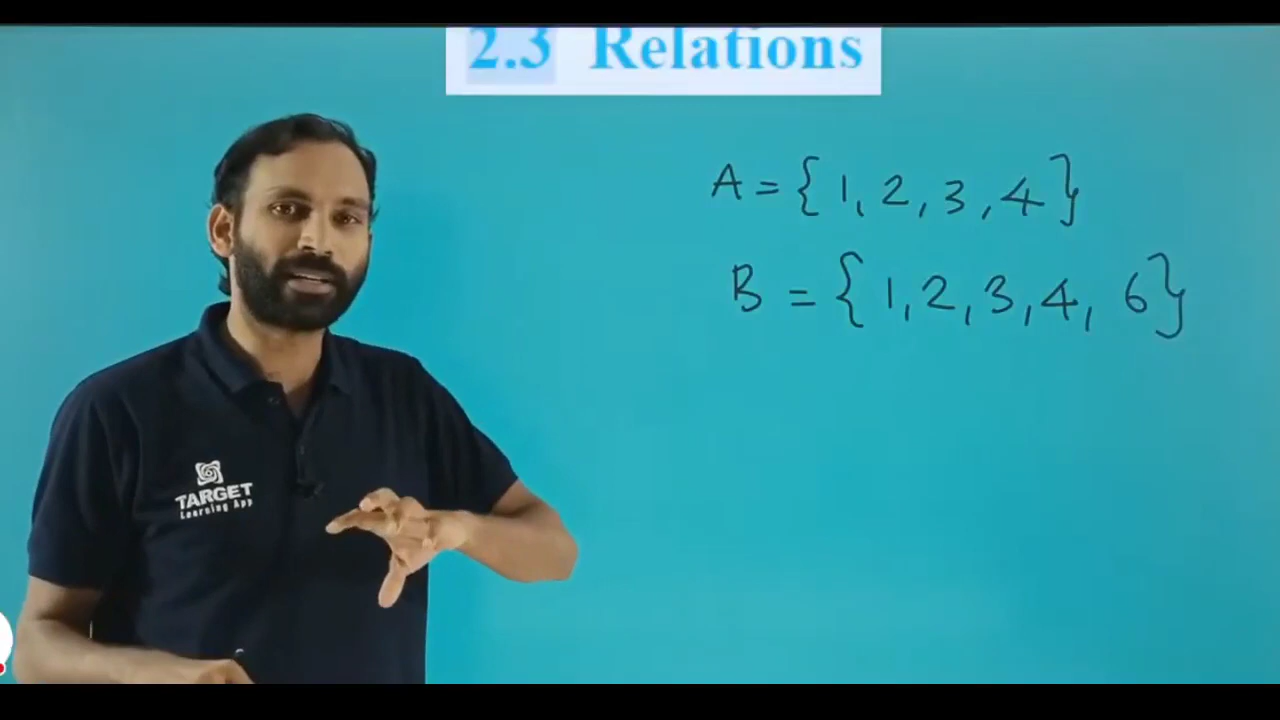 2.3 Relations
A = { 1, 2, 3, 4 }
B = { 1, 2, 3, 4, 6 }
TARGET
Learning App